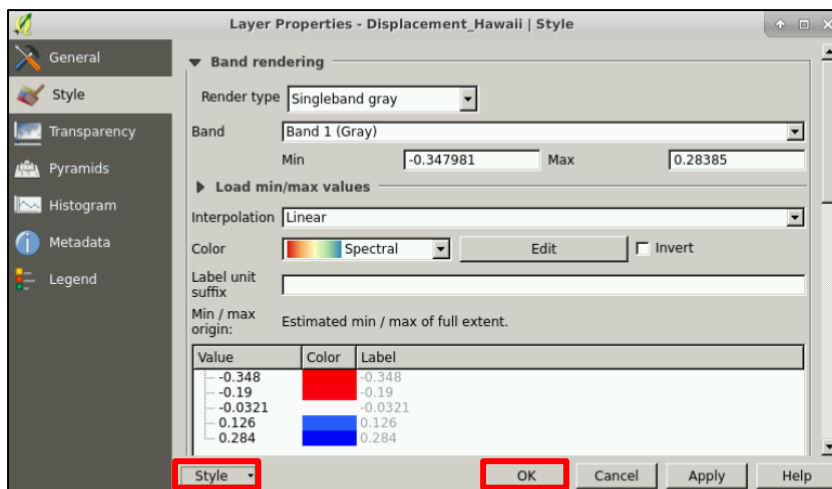 Layer Properties - Displacement_Hawaii | Style
General
Style
Transparency
Pyramids
Histogram
Metadata
Legend
Band rendering
Render type Singleband gray
Band Band 1 (Gray)
Min -0.347981 Max 0.28385
Load min/max values
Interpolation Linear
Color Spectral Edit Invert
Label unit
suffix
Min / max
origin: Estimated min / max of full extent.
Value Color Label
-0.348 -0.348
-0.19 -0.19
-0.0321 -0.0321
0.126 0.126
0.284 0.284
Style OK Cancel Apply Help